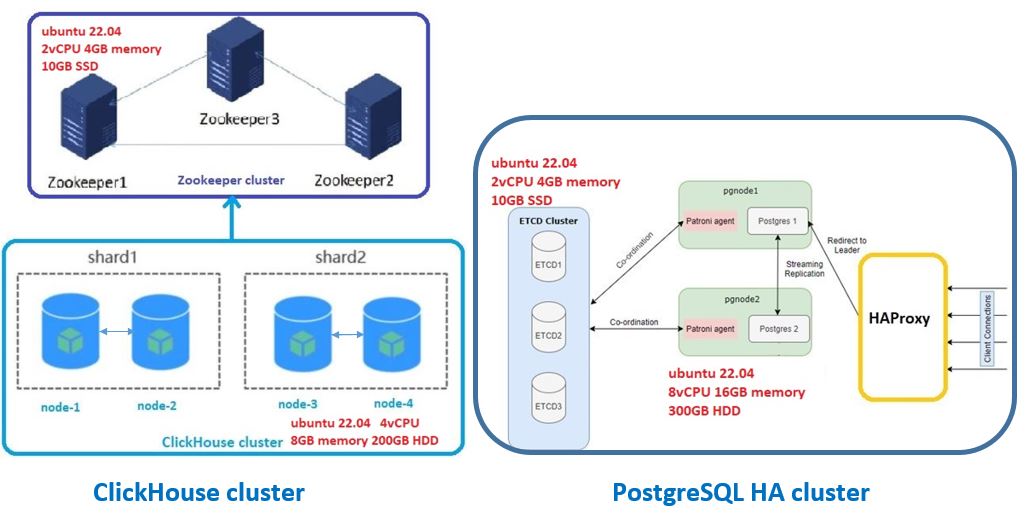 ubuntu 22.04
2vCPU 4GB memory
10GB SSD
Zookeeper3
Zookeeper1
Zookeeper cluster
Zookeeper2
shard1
shard2
node-1
node-2
node-3
node-4
ubuntu 22.04 4vCPU
8GB memory 200GB HDD
ClickHouse cluster
ClickHouse cluster
ubuntu 22.04
2vCPU 4GB memory
10GB SSD
ETCD Cluster
ETCD1
ETCD2
ETCD3
Co-ordination
Co-ordination
pgnode1
Patroni agent
Postgres 1
Streaming
Replication
pgnode2
Patroni agent
Postgres 2
ubuntu 22.04
8vCPU 16GB memory
300GB HDD
Redirect to
Leader
HAProxy
Client Connections
PostgreSQL HA cluster